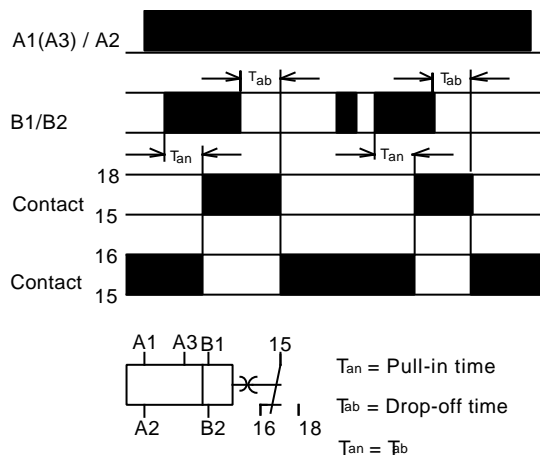 A1(A3) / A2
Tab
Tab
B1/B2
Tan
Tan
18
Contact
15
16
Contact
15
A1 A3 B1 15
A2 B2 16 18
Tan = Pull-in time
Tab = Drop-off time
Tan = Tab